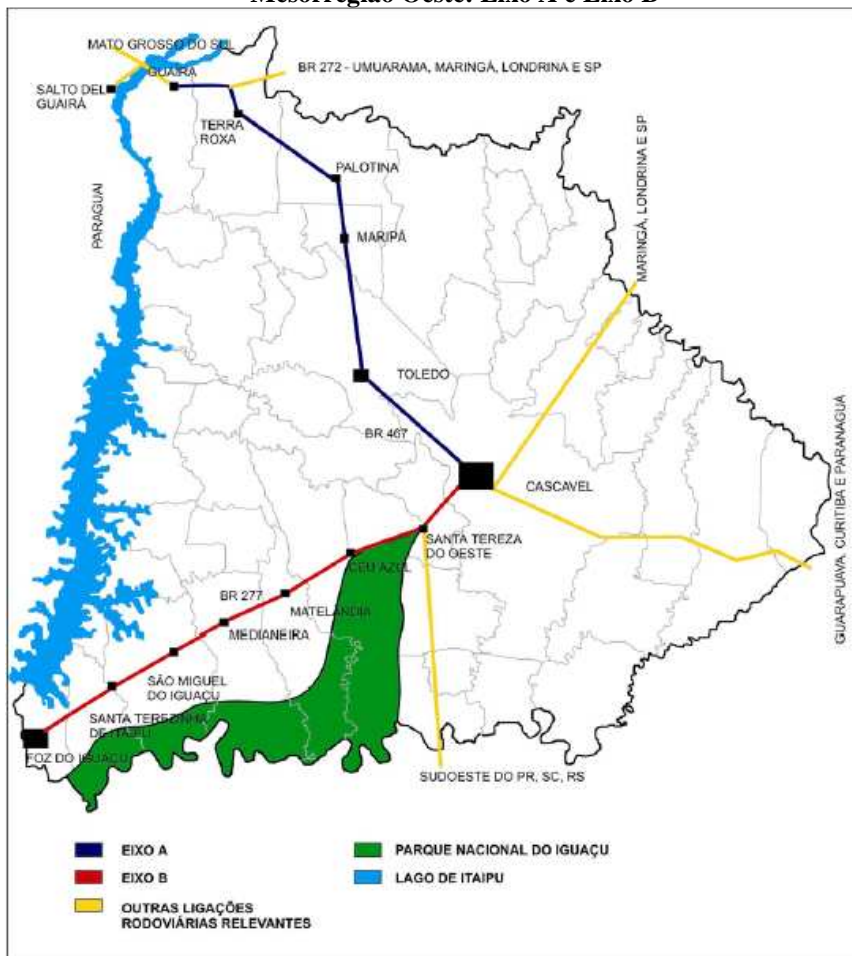 Mesorregião Oeste: Eixo A e Eixo B
MATO GROSSO DO SUL
GUAÍRA
BR 272 - UMUARAMA, MARINGÁ, LONDRINA E SP
SALTO DEL
GUAIRÁ
TERRA
ROXA
PALOTINA
PARAGUAI
MARIPÁ
MARINGÁ, LONDRINA E SP
TOLEDO
BR 467
CASCAVEL
SANTA TEREZA
DO OESTE
CEU AZUL
GUARAPUAVA, CURITIBA E PARANAGUÁ
BR 277
MATELÂNDIA
MEDIANEIRA
SÃO MIGUEL
DO IGUAÇU
SANTA TEREZINHA
DE ITAIPU
FOZ DO IGUAÇU
SUDOESTE DO PR, SC, RS
EIXO A
EIXO B
OUTRAS LIGAÇÕES
RODOVIÁRIAS RELEVANTES
PARQUE NACIONAL DO IGUAÇU
LAGO DE ITAIPU